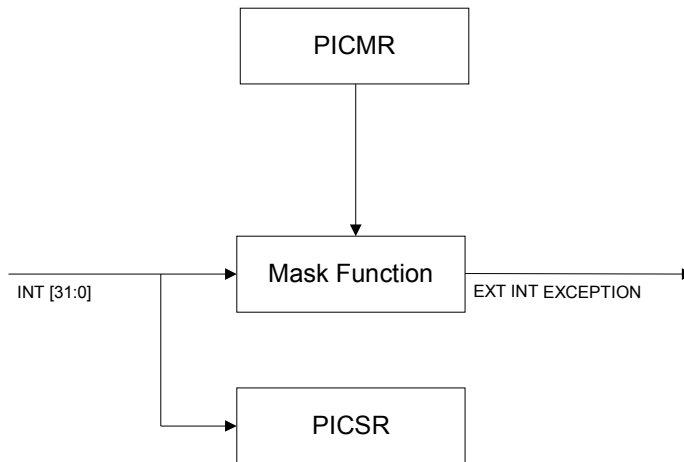 PICMR
Mask Function
INT [31:0]
EXT INT EXCEPTION
PICSR